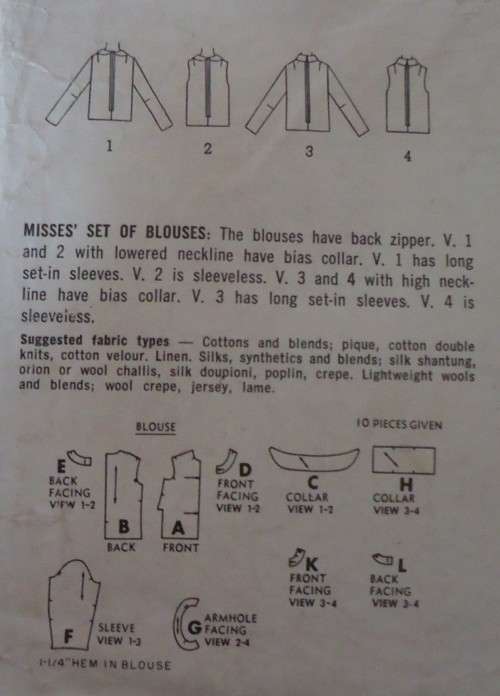 1
2
3
4
MISSES' SET OF BLOUSES: The blouses have back zipper. V. 1
and 2 with lowered neckline have bias collar. V. 1 has long
set-in sleeves. V. 2 is sleeveless. V. 3 and 4 with high neck-
line have bias collar. V. 3 has long set-in sleeves. V. 4 is
sleeveless.
Suggested fabric types — Cottons and blends; pique, cotton double
knits, cotton velour. Linen. Silks, synthetics and blends; silk shantung,
orlon or wool challis, silk doupioni, poplin, crepe. Lightweight wools
and blends; wool crepe, jersey, lame.
BLOUSE
10 PIECES GIVEN
E
BACK
FACING
VIEW 1-2
B
BACK
A
FRONT
D
FRONT
FACING
VIEW 1-2
C
COLLAR
VIEW 1-2
H
COLLAR
VIEW 3-4
K
FRONT
FACING
VIEW 3-4
L
BACK
FACING
VIEW 3-4
F
SLEEVE
VIEW 1-3
G
ARMHOLE
FACING
VIEW 2-4
1-1/4" HEM IN BLOUSE